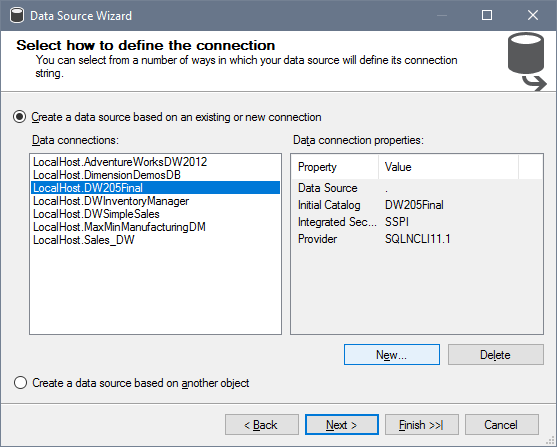 Data Source Wizard
Select how to define the connection
You can select from a number of ways in which your data source will define its connection
string.
Create a data source based on an existing or new connection
Data connections:
Data connection properties:
LocalHost.AdventureWorksDW2012
LocalHost.DimensionDemosDB
LocalHost.DW205Final
LocalHost.DWInventoryManager
LocalHost.DWSimpleSales
LocalHost.MaxMinManufacturingDM
LocalHost.Sales_DW
Property Value
Data Source .
Initial Catalog DW205Final
Integrated Sec... SSPI
Provider SQLNCLI11.1
New... Delete
Create a data source based on another object
< Back Next > Finish >>| Cancel